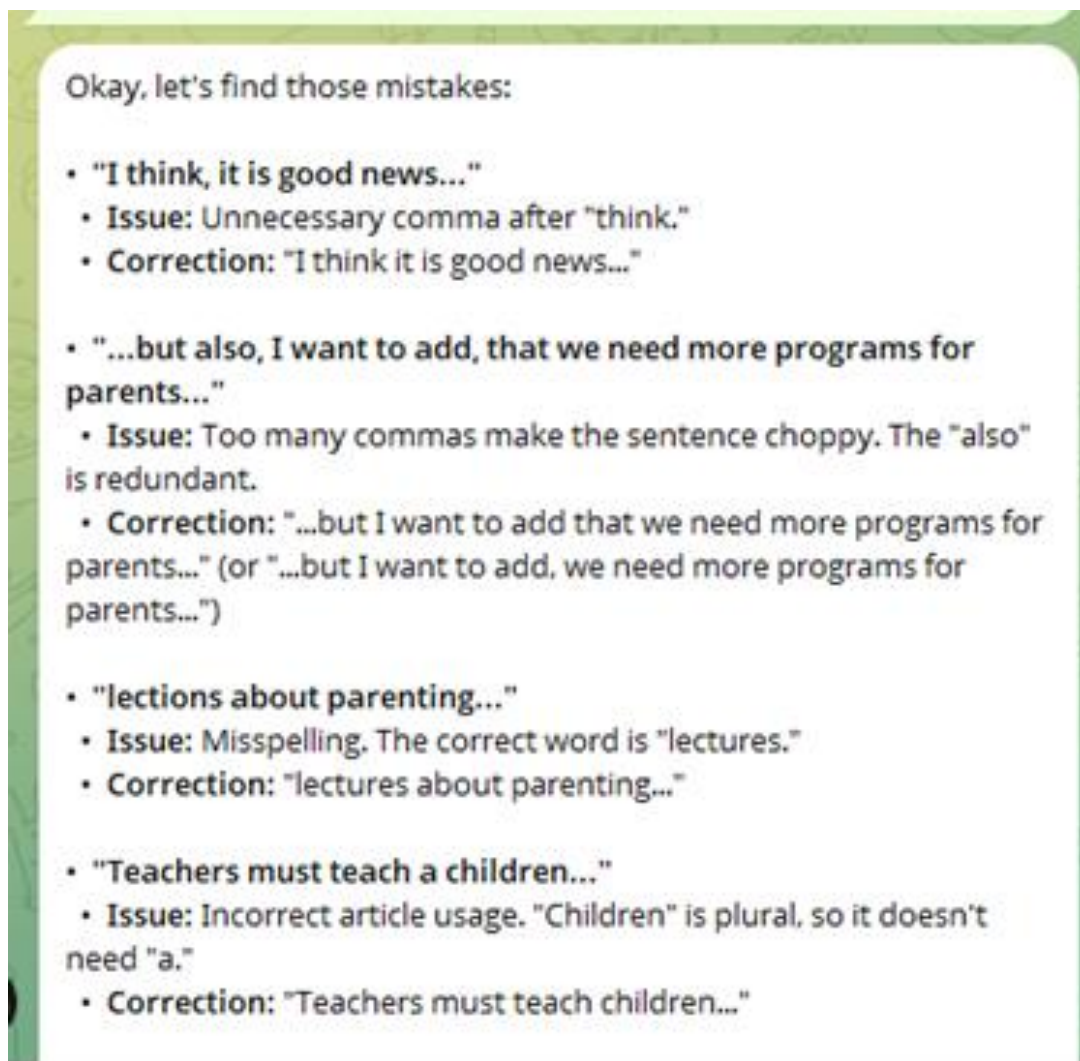 Okay, let's find those mistakes:
• "I think, it is good news..."
• Issue: Unnecessary comma after "think."
• Correction: "I think it is good news..."
• "...but also, I want to add, that we need more programs for
parents..."
• Issue: Too many commas make the sentence choppy. The "also"
is redundant.
• Correction: "...but I want to add that we need more programs for
parents..." (or "...but I want to add, we need more programs for
parents...")
• "lections about parenting..."
• Issue: Misspelling. The correct word is "lectures."
• Correction: "lectures about parenting..."
• "Teachers must teach a children..."
• Issue: Incorrect article usage. "Children" is plural, so it doesn't
need "a."
• Correction: "Teachers must teach children..."